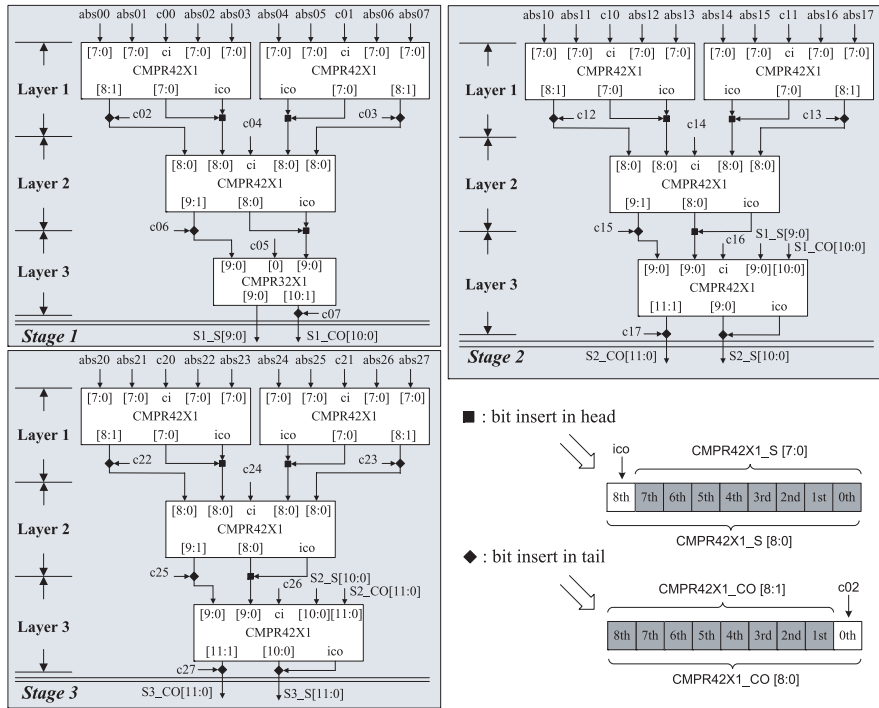 abs00 abs01 c00 abs02 abs03 abs04 abs05 c01 abs06 abs07
[7:0] [7:0] ci [7:0] [7:0] [7:0] [7:0] ci [7:0] [7:0]
Layer 1
CMPR42X1 CMPR42X1
[8:1] [7:0] ico ico [7:0] [8:1]
c02 c04 c03
[8:0] [8:0] ci [8:0] [8:0]
Layer 2
CMPR42X1
[9:1] [8:0] ico
c06 c05
Layer 3
[9:0] [0] [9:0]
CMPR32X1
[9:0] [10:1]
c07
Stage 1
S1_S[9:0] S1_CO[10:0]
abs10 abs11 c10 abs12 abs13 abs14 abs15 c11 abs16 abs17
[7:0] [7:0] ci [7:0] [7:0] [7:0] [7:0] ci [7:0] [7:0]
Layer 1
CMPR42X1 CMPR42X1
[8:1] [7:0] ico ico [7:0] [8:1]
c12 c14 c13
[8:0] [8:0] ci [8:0] [8:0]
Layer 2
CMPR42X1
[9:1] [8:0] ico
c15 c16 S1_S[9:0]
S1_CO[10:0]
Layer 3
[9:0] [9:0] ci [9:0] [10:0]
CMPR42X1
[11:1] [9:0] ico
c17
Stage 2
S2_CO[11:0] S2_S[10:0]
abs20 abs21 c20 abs22 abs23 abs24 abs25 c21 abs26 abs27
[7:0] [7:0] ci [7:0] [7:0] [7:0] [7:0] ci [7:0] [7:0]
Layer 1
CMPR42X1 CMPR42X1
[8:1] [7:0] ico ico [7:0] [8:1]
c22 c24 c23
[8:0] [8:0] ci [8:0] [8:0]
Layer 2
CMPR42X1
[9:1] [8:0] ico
c25 c26 S2_S[10:0]
S2_CO[11:0]
Layer 3
[9:0] [9:0] ci [10:0] [11:0]
CMPR42X1
[11:1] [10:0] ico
c27
Stage 3
S3_CO[11:0] S3_S[11:0]
: bit insert in head
ico
CMPR42X1_S [7:0]
8th 7th 6th 5th 4th 3rd 2nd 1st 0th
CMPR42X1_S [8:0]
: bit insert in tail
CMPR42X1_CO [8:1]
c02
8th 7th 6th 5th 4th 3rd 2nd 1st 0th
CMPR42X1_CO [8:0]